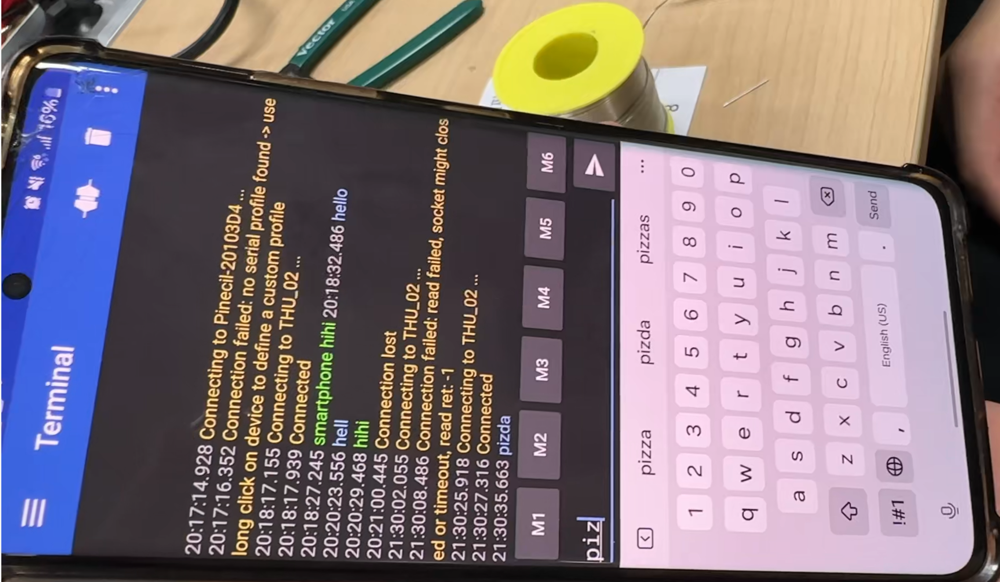 16%
Terminal
20:17:14.928 Connecting to Pinecil-20103D4 ...
20:17:16.352 Connection failed: no serial profile found -> use
long click on device to define a custom profile
20:18:17.155 Connecting to THU_02 ...
20:18:17.939 Connected
20:18:27.245 smartphone hihi 20:18:32.486 hello
20:20:23.556 hell
20:20:29.468 hihi
20:21:00.445 Connection lost
21:30:02.055 Connecting to THU_02 ...
21:30:08.486 Connection failed: read failed, socket might clos
ed or timeout, read ret: -1
21:30:25.918 Connecting to THU_02 ...
21:30:27.316 Connected
21:30:35.663 pizda
M1 M2 M3 M4 M5 M6
piz
pizza pizda pizzas ...
1 2 3 4 5 6 7 8 9 0
q w e r t y u i o p
a s d f g h j k l
z x c v b n m
!#1 , English (US) . Send
Vector USA
8